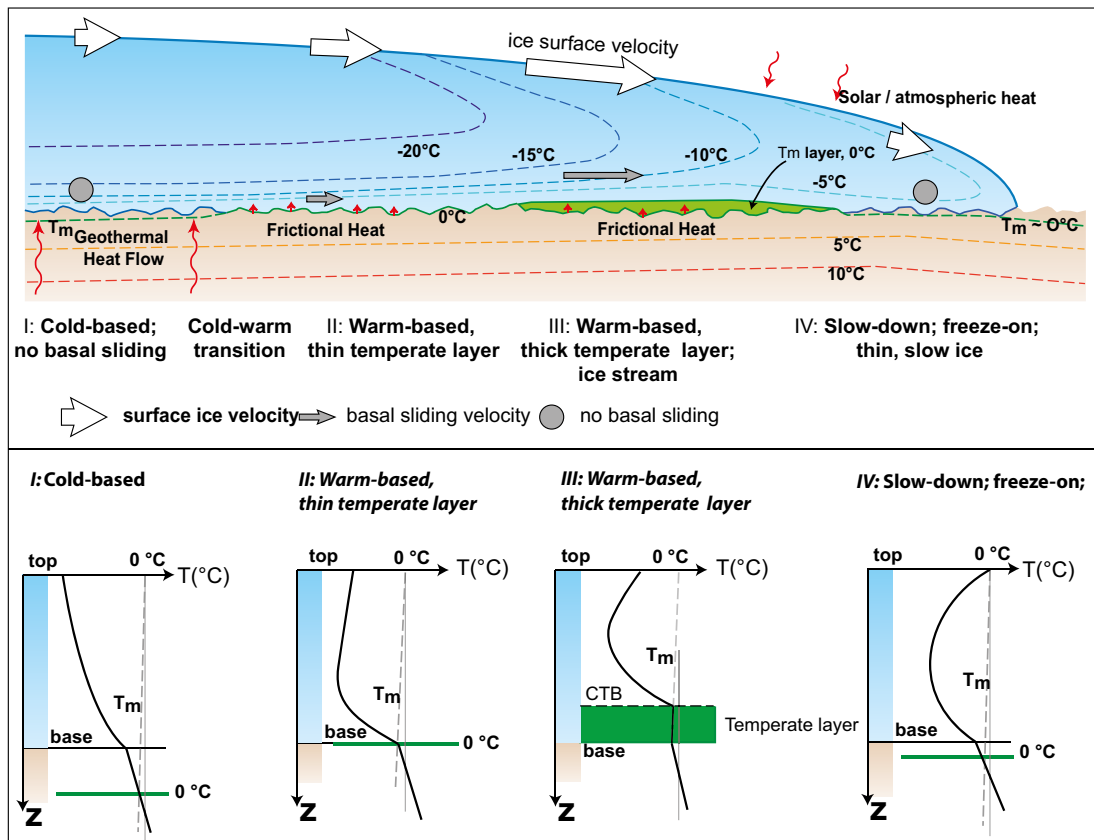 ice surface velocity
Solar / atmospheric heat
-20°C
-15°C
-10°C
Tm layer, 0°C
-5°C
Tm
Geothermal
Heat Flow
Frictional Heat
0°C
Frictional Heat
5°C
10°C
Tm ~ O°C
I: Cold-based;
no basal sliding
Cold-warm
transition
II: Warm-based,
thin temperate layer
III: Warm-based,
thick temperate layer;
ice stream
IV: Slow-down; freeze-on;
thin, slow ice
surface ice velocity
basal sliding velocity
no basal sliding
I: Cold-based
top
0 °C
T(°C)
Tm
base
0 °C
z
II: Warm-based,
thin temperate layer
top
0 °C
T(°C)
Tm
base
0 °C
z
III: Warm-based,
thick temperate layer
top
0 °C
T(°C)
Tm
CTB
Temperate layer
base
z
IV: Slow-down; freeze-on;
top
0 °C
T(°C)
Tm
base
0 °C
z